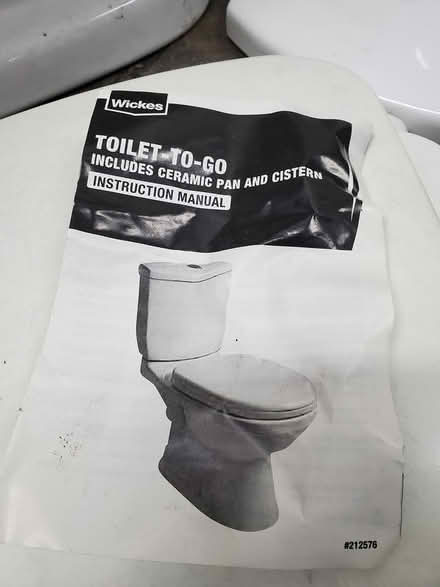 Wickes
TOILET-TO-GO
INCLUDES CERAMIC PAN AND CISTERN
INSTRUCTION MANUAL
#212576